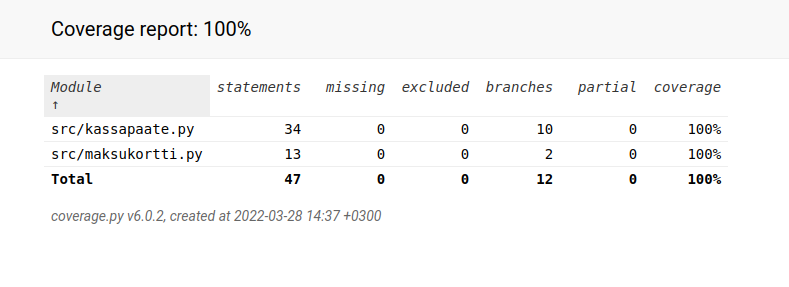 Coverage report: 100%
Module ↑ statements missing excluded branches partial coverage
src/kassapaate.py 34 0 0 10 0 100%
src/maksukortti.py 13 0 0 2 0 100%
Total 47 0 0 12 0 100%
coverage.py v6.0.2, created at 2022-03-28 14:37 +0300